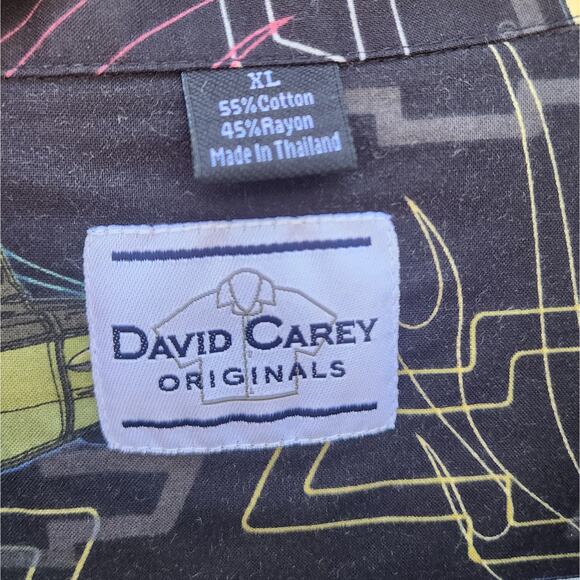 XL
55%Cotton
45%Rayon
Made In Thailand
DAVID CAREY
ORIGINALS